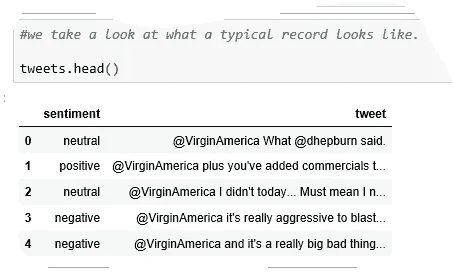 #we take a look at what a typical record looks like.
tweets.head()
sentiment tweet
0 neutral @VirginAmerica What @dhepburn said.
1 positive @VirginAmerica plus you've added commercials t...
2 neutral @VirginAmerica I didn't today... Must mean I n...
3 negative @VirginAmerica it's really aggressive to blast...
4 negative @VirginAmerica and it's a really big bad thing...